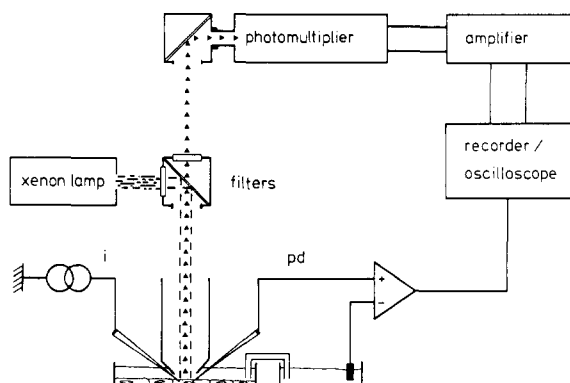 photomultiplier
amplifier
xenon lamp
filters
recorder /
oscilloscope
i
pd
+
−